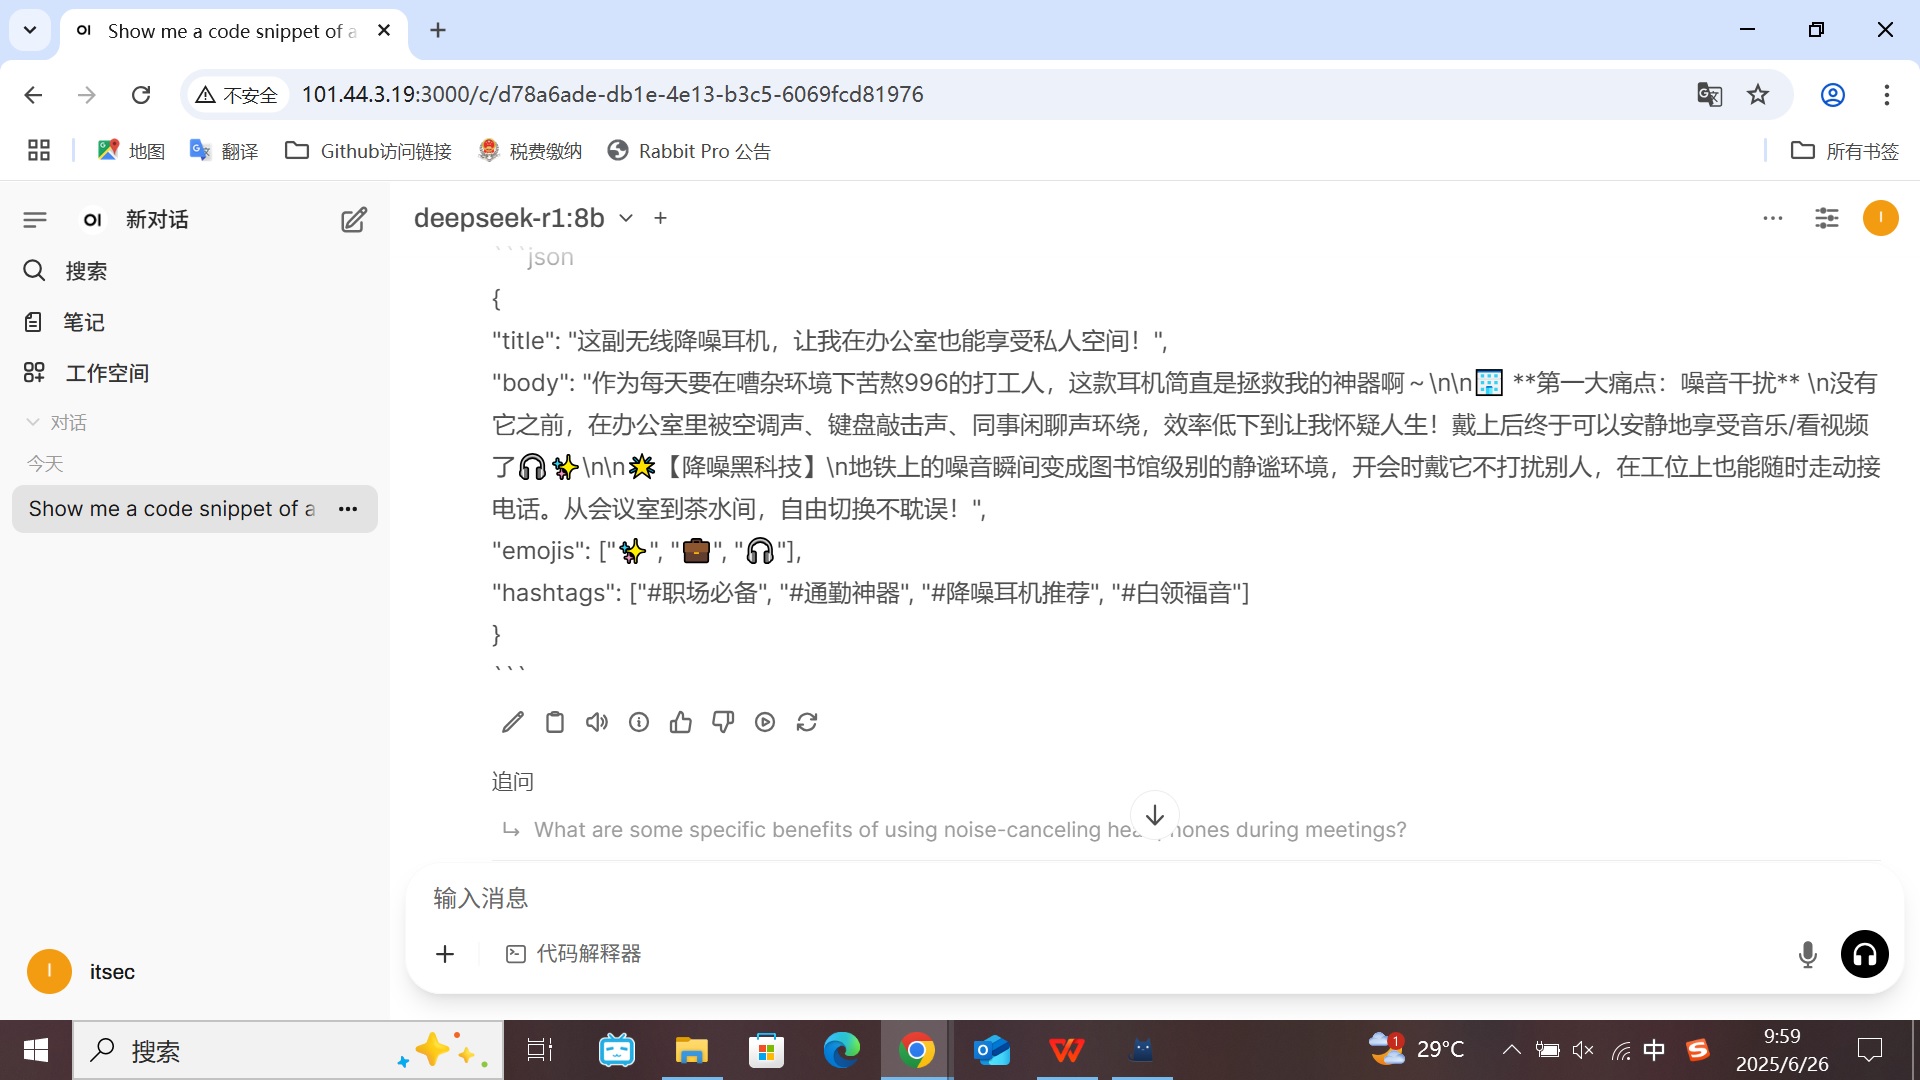 Show me a code snippet of a
不安全
101.44.3.19:3000/c/d78a6ade-db1e-4e13-b3c5-6069fcd81976
地图
翻译
Github访问链接
税费缴纳
Rabbit Pro 公告
所有书签
OI
新对话
搜索
笔记
工作空间
对话
今天
Show me a code snippet of a
itsec
deepseek-r1:8b
```json
{
"title": "这副无线降噪耳机，让我在办公室也能享受私人空间！",
"body": "作为每天要在嘈杂环境下苦熬996的打工人，这款耳机简直是拯救我的神器啊～\n\n🏢 **第一大痛点：噪音干扰** \n没有
它之前，在办公室里被空调声、键盘敲击声、同事闲聊声环绕，效率低下到让我怀疑人生！戴上后终于可以安静地享受音乐/看视频
了🎧✨\n\n🌟【降噪黑科技】\n地铁上的噪音瞬间变成图书馆级别的静谧环境，开会时戴它不打扰别人，在工位上也能随时走动接
电话。从会议室到茶水间，自由切换不耽误！",
"emojis": ["✨", "💼", "🎧"],
"hashtags": ["#职场必备", "#通勤神器", "#降噪耳机推荐", "#白领福音"]
}
```
追问
What are some specific benefits of using noise-canceling hea hones during meetings?
输入消息
代码解释器
搜索
1
29°C
中
9:59
2025/6/26